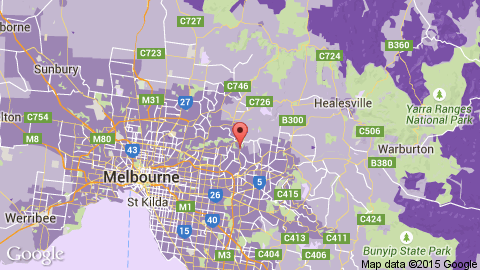 C727
C723
B360
C724
borne
Sunbury
C746
C726
M31
27
Healesville
Yarra Ranges
National Park
C754
lton
M8
M80
B300
C506
43
Warburton
B380
Melbourne
5
26
C415
St Kilda
M1
40
C424
Werribee
15
C413
C411
M3
C404
C406
Bunyip State Park
Google
Map data ©2015 Google